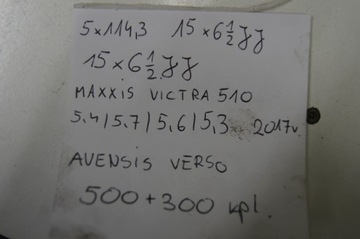 5×114,3 15×6½JJ
15×6½JJ
MAXXIS VICTRA 510
5,4/5,7/5,6/5,3 2017v.
AVENSIS VERSO
500+300 kpl.